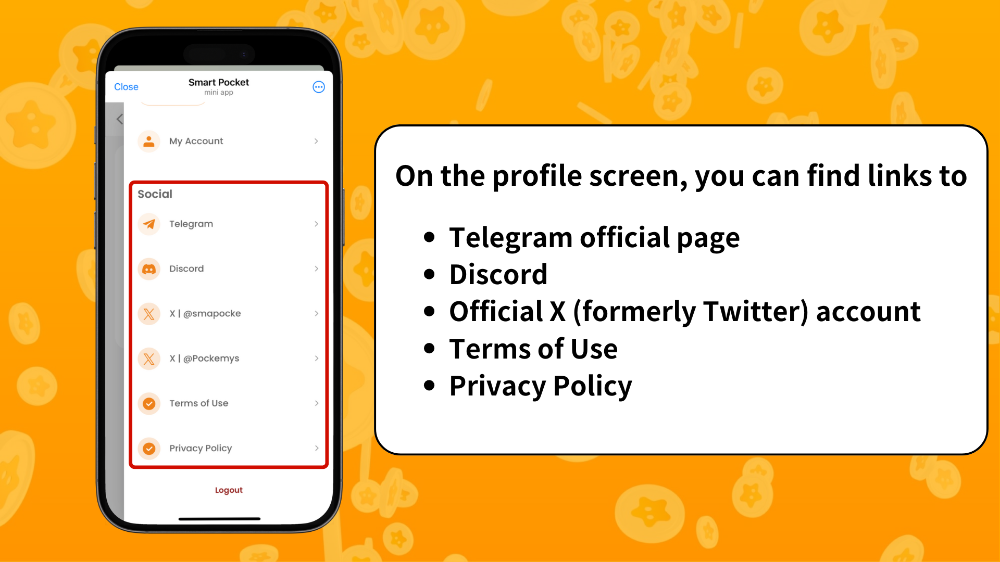 Close
Smart Pocket
mini app
My Account
Social
Telegram
Discord
X | @smapocke
X | @Pockemys
Terms of Use
Privacy Policy
Logout
On the profile screen, you can find links to
• Telegram official page
• Discord
• Official X (formerly Twitter) account
• Terms of Use
• Privacy Policy